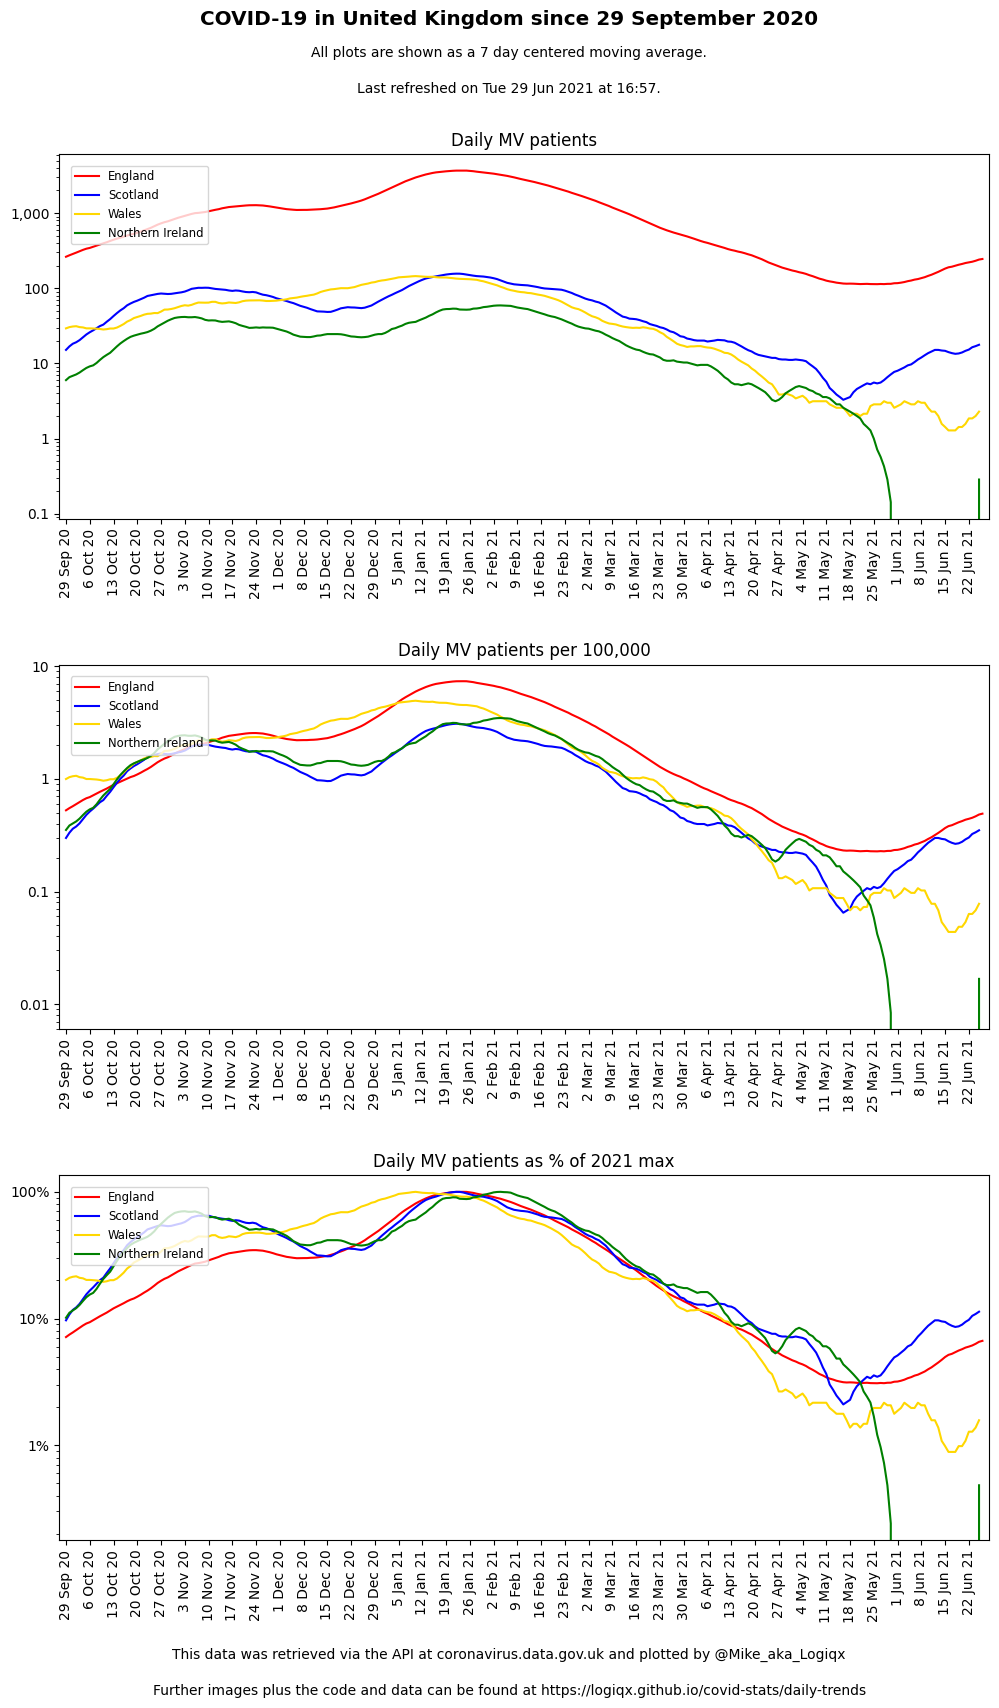 COVID-19 in United Kingdom since 29 September 2020
All plots are shown as a 7 day centered moving average.
Last refreshed on Tue 29 Jun 2021 at 16:57.
Daily MV patients
England
Scotland
Wales
Northern Ireland
1,000
100
10
1
0.1
29 Sep 20
6 Oct 20
13 Oct 20
20 Oct 20
27 Oct 20
3 Nov 20
10 Nov 20
17 Nov 20
24 Nov 20
1 Dec 20
8 Dec 20
15 Dec 20
22 Dec 20
29 Dec 20
5 Jan 21
12 Jan 21
19 Jan 21
26 Jan 21
2 Feb 21
9 Feb 21
16 Feb 21
23 Feb 21
2 Mar 21
9 Mar 21
16 Mar 21
23 Mar 21
30 Mar 21
6 Apr 21
13 Apr 21
20 Apr 21
27 Apr 21
4 May 21
11 May 21
18 May 21
25 May 21
1 Jun 21
8 Jun 21
15 Jun 21
22 Jun 21
Daily MV patients per 100,000
England
Scotland
Wales
Northern Ireland
10
1
0.1
0.01
29 Sep 20
6 Oct 20
13 Oct 20
20 Oct 20
27 Oct 20
3 Nov 20
10 Nov 20
17 Nov 20
24 Nov 20
1 Dec 20
8 Dec 20
15 Dec 20
22 Dec 20
29 Dec 20
5 Jan 21
12 Jan 21
19 Jan 21
26 Jan 21
2 Feb 21
9 Feb 21
16 Feb 21
23 Feb 21
2 Mar 21
9 Mar 21
16 Mar 21
23 Mar 21
30 Mar 21
6 Apr 21
13 Apr 21
20 Apr 21
27 Apr 21
4 May 21
11 May 21
18 May 21
25 May 21
1 Jun 21
8 Jun 21
15 Jun 21
22 Jun 21
Daily MV patients as % of 2021 max
England
Scotland
Wales
Northern Ireland
100%
10%
1%
29 Sep 20
6 Oct 20
13 Oct 20
20 Oct 20
27 Oct 20
3 Nov 20
10 Nov 20
17 Nov 20
24 Nov 20
1 Dec 20
8 Dec 20
15 Dec 20
22 Dec 20
29 Dec 20
5 Jan 21
12 Jan 21
19 Jan 21
26 Jan 21
2 Feb 21
9 Feb 21
16 Feb 21
23 Feb 21
2 Mar 21
9 Mar 21
16 Mar 21
23 Mar 21
30 Mar 21
6 Apr 21
13 Apr 21
20 Apr 21
27 Apr 21
4 May 21
11 May 21
18 May 21
25 May 21
1 Jun 21
8 Jun 21
15 Jun 21
22 Jun 21
This data was retrieved via the API at coronavirus.data.gov.uk and plotted by @Mike_aka_Logiqx
Further images plus the code and data can be found at https://logiqx.github.io/covid-stats/daily-trends